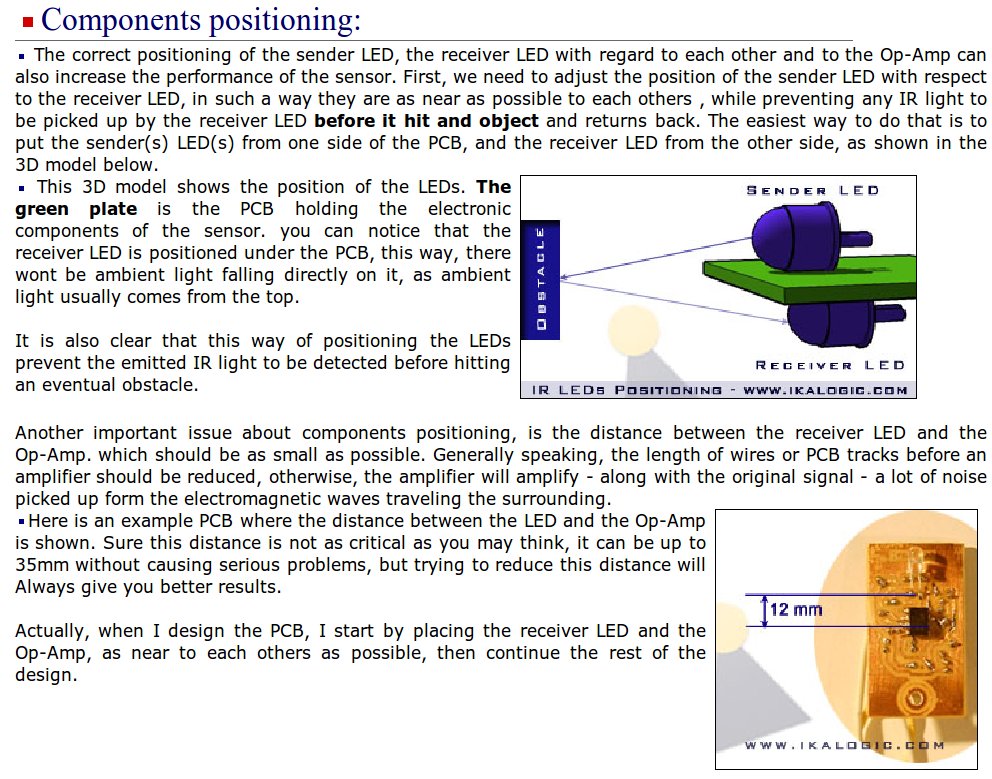 Components positioning:
The correct positioning of the sender LED, the receiver LED with regard to each other and to the Op-Amp can
also increase the performance of the sensor. First, we need to adjust the position of the sender LED with respect
to the receiver LED, in such a way they are as near as possible to each others , while preventing any IR light to
be picked up by the receiver LED before it hit and object and returns back. The easiest way to do that is to
put the sender(s) LED(s) from one side of the PCB, and the receiver LED from the other side, as shown in the
3D model below.
This 3D model shows the position of the LEDs. The
green plate is the PCB holding the electronic
components of the sensor. you can notice that the
receiver LED is positioned under the PCB, this way, there
wont be ambient light falling directly on it, as ambient
light usually comes from the top.
It is also clear that this way of positioning the LEDs
prevent the emitted IR light to be detected before hitting
an eventual obstacle.
SENDER LED
OBSTACLE
RECEIVER LED
IR LEDS POSITIONING - WWW.IKALOGIC.COM
Another important issue about components positioning, is the distance between the receiver LED and the
Op-Amp. which should be as small as possible. Generally speaking, the length of wires or PCB tracks before an
amplifier should be reduced, otherwise, the amplifier will amplify - along with the original signal - a lot of noise
picked up form the electromagnetic waves traveling the surrounding.
Here is an example PCB where the distance between the LED and the Op-Amp
is shown. Sure this distance is not as critical as you may think, it can be up to
35mm without causing serious problems, but trying to reduce this distance will
Always give you better results.
Actually, when I design the PCB, I start by placing the receiver LED and the
Op-Amp, as near to each others as possible, then continue the rest of the
design.
12 mm
WWW.IKALOGIC.COM